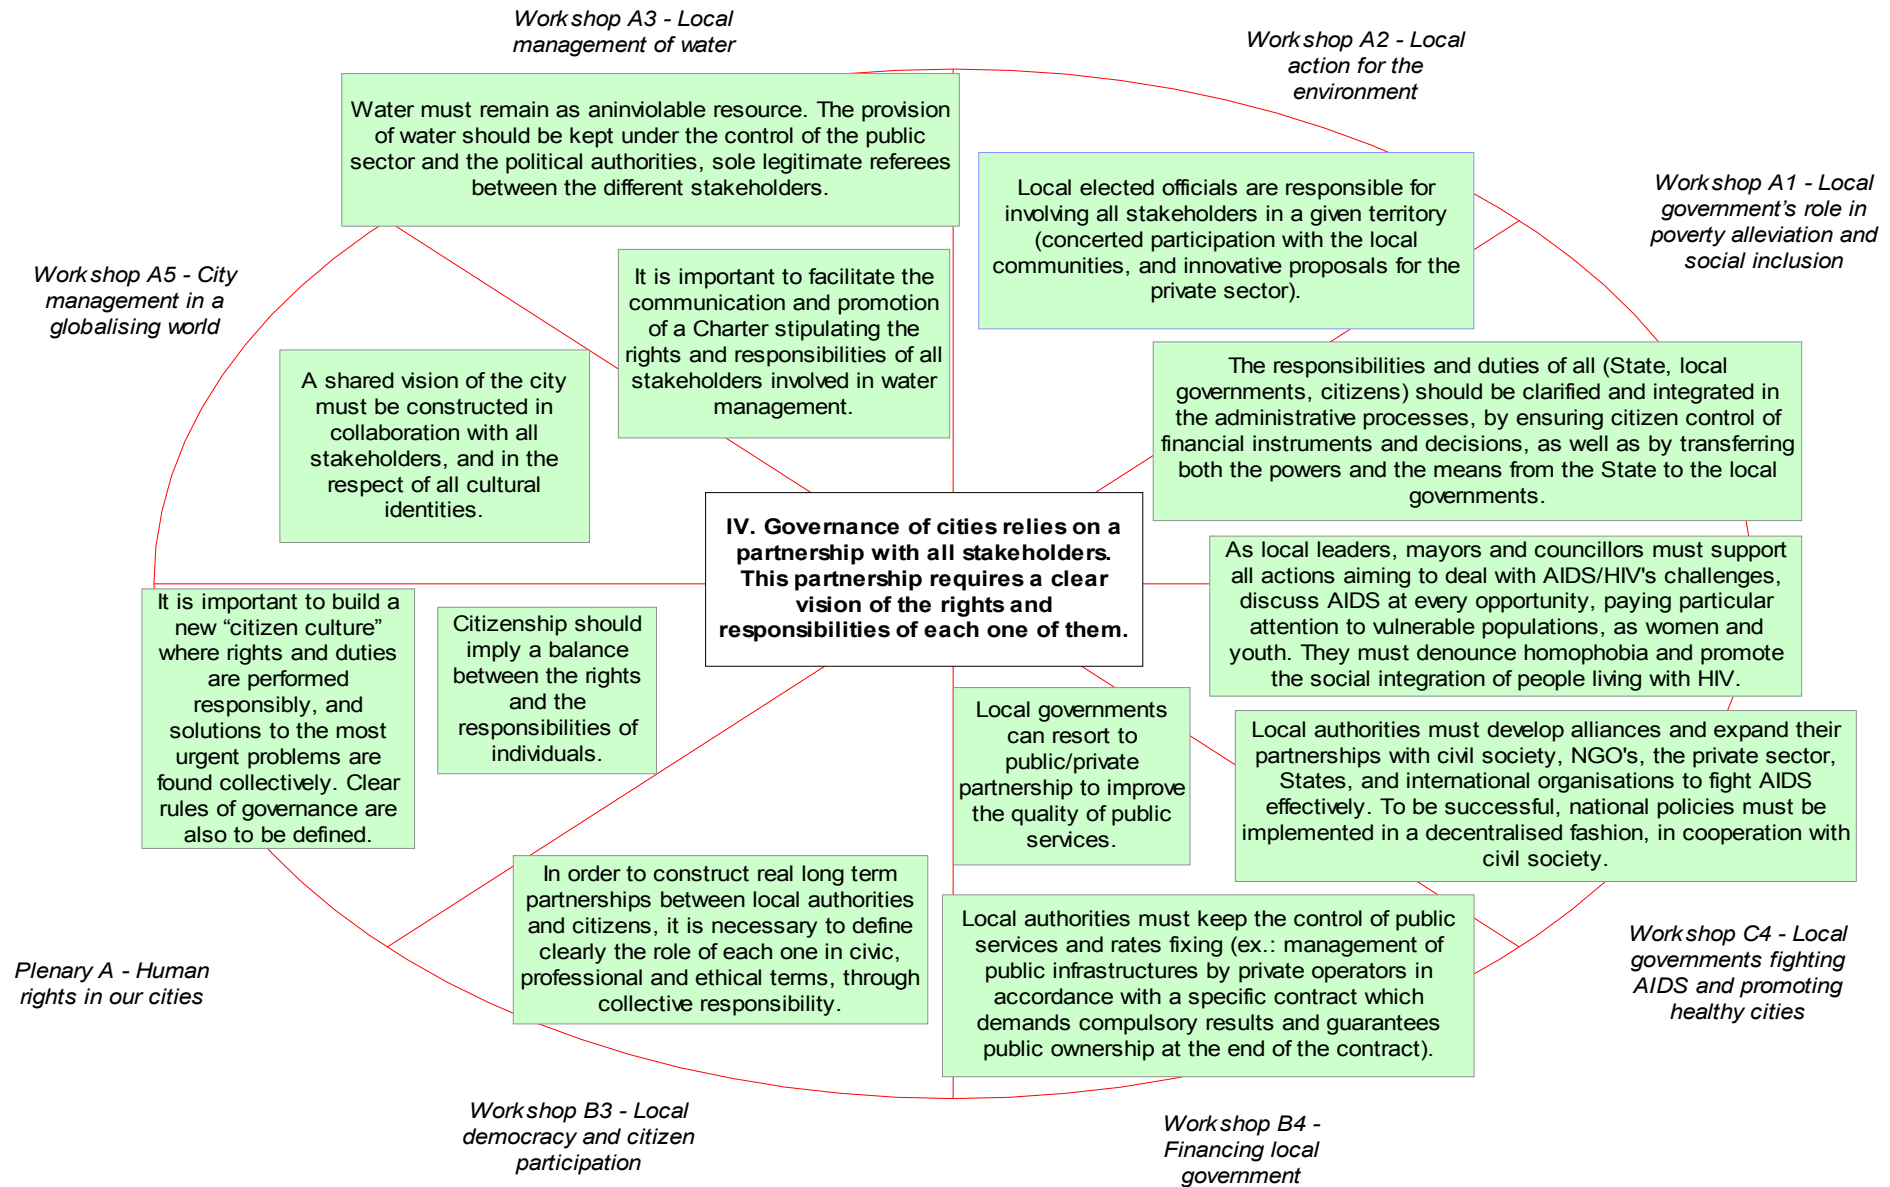 Workshop A3 - Local
management of water
Workshop A2 - Local
action for the
environment
Water must remain as aninviolable resource. The provision
of water should be kept under the control of the public
sector and the political authorities, sole legitimate referees
between the different stakeholders.
Local elected officials are responsible for
involving all stakeholders in a given territory
(concerted participation with the local
communities, and innovative proposals for the
private sector).
Workshop A1 - Local
government’s role in
poverty alleviation and
social inclusion
Workshop A5 - City
management in a
globalising world
It is important to facilitate the
communication and promotion
of a Charter stipulating the
rights and responsibilities of all
stakeholders involved in water
management.
A shared vision of the city
must be constructed in
collaboration with all
stakeholders, and in the
respect of all cultural
identities.
The responsibilities and duties of all (State, local
governments, citizens) should be clarified and integrated in
the administrative processes, by ensuring citizen control of
financial instruments and decisions, as well as by transferring
both the powers and the means from the State to the local
governments.
IV. Governance of cities relies on a
partnership with all stakeholders.
This partnership requires a clear
vision of the rights and
responsibilities of each one of them.
As local leaders, mayors and councillors must support
all actions aiming to deal with AIDS/HIV's challenges,
discuss AIDS at every opportunity, paying particular
attention to vulnerable populations, as women and
youth. They must denounce homophobia and promote
the social integration of people living with HIV.
It is important to build a
new “citizen culture”
where rights and duties
are performed
responsibly, and
solutions to the most
urgent problems are
found collectively. Clear
rules of governance are
also to be defined.
Citizenship should
imply a balance
between the rights
and the
responsibilities of
individuals.
Local governments
can resort to
public/private
partnership to improve
the quality of public
services.
Local authorities must develop alliances and expand their
partnerships with civil society, NGO's, the private sector,
States, and international organisations to fight AIDS
effectively. To be successful, national policies must be
implemented in a decentralised fashion, in cooperation with
civil society.
In order to construct real long term
partnerships between local authorities
and citizens, it is necessary to define
clearly the role of each one in civic,
professional and ethical terms, through
collective responsibility.
Local authorities must keep the control of public
services and rates fixing (ex.: management of
public infrastructures by private operators in
accordance with a specific contract which
demands compulsory results and guarantees
public ownership at the end of the contract).
Workshop C4 - Local
governments fighting
AIDS and promoting
healthy cities
Plenary A - Human
rights in our cities
Workshop B3 - Local
democracy and citizen
participation
Workshop B4 -
Financing local
government